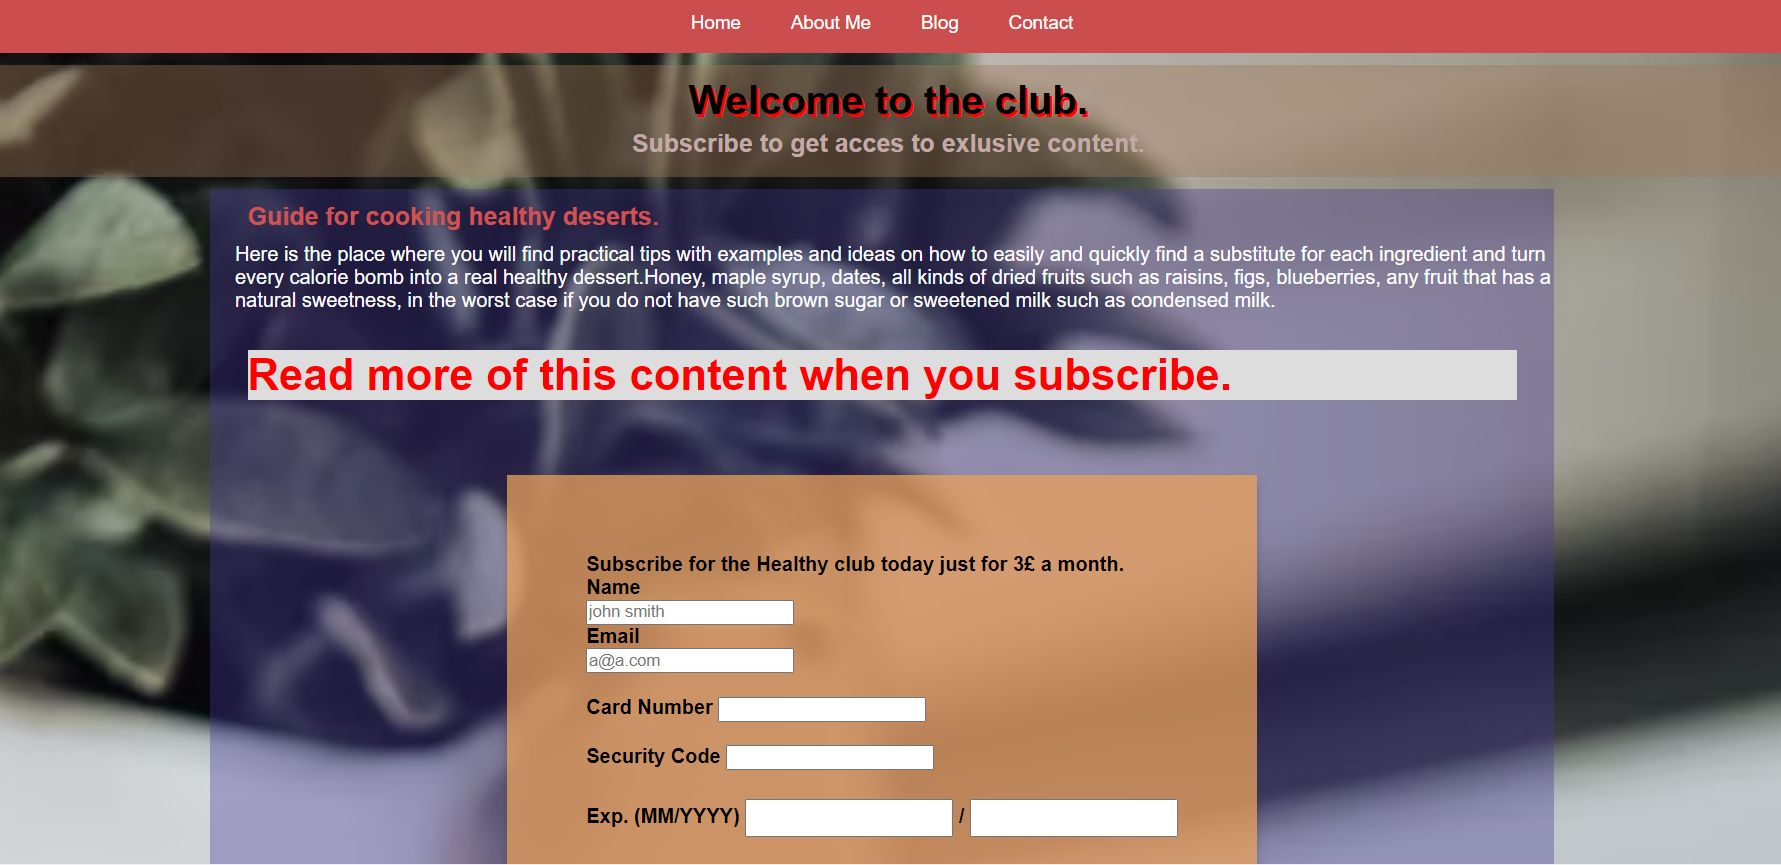 Home About Me Blog Contact
Welcome to the club.
Subscribe to get acces to exlusive content.
Guide for cooking healthy deserts.
Here is the place where you will find practical tips with examples and ideas on how to easily and quickly find a substitute for each ingredient and turn
every calorie bomb into a real healthy dessert.Honey, maple syrup, dates, all kinds of dried fruits such as raisins, figs, blueberries, any fruit that has a
natural sweetness, in the worst case if you do not have such brown sugar or sweetened milk such as condensed milk.
Read more of this content when you subscribe.
Subscribe for the Healthy club today just for 3£ a month.
Name
john smith
Email
a@a.com
Card Number
Security Code
Exp. (MM/YYYY) /